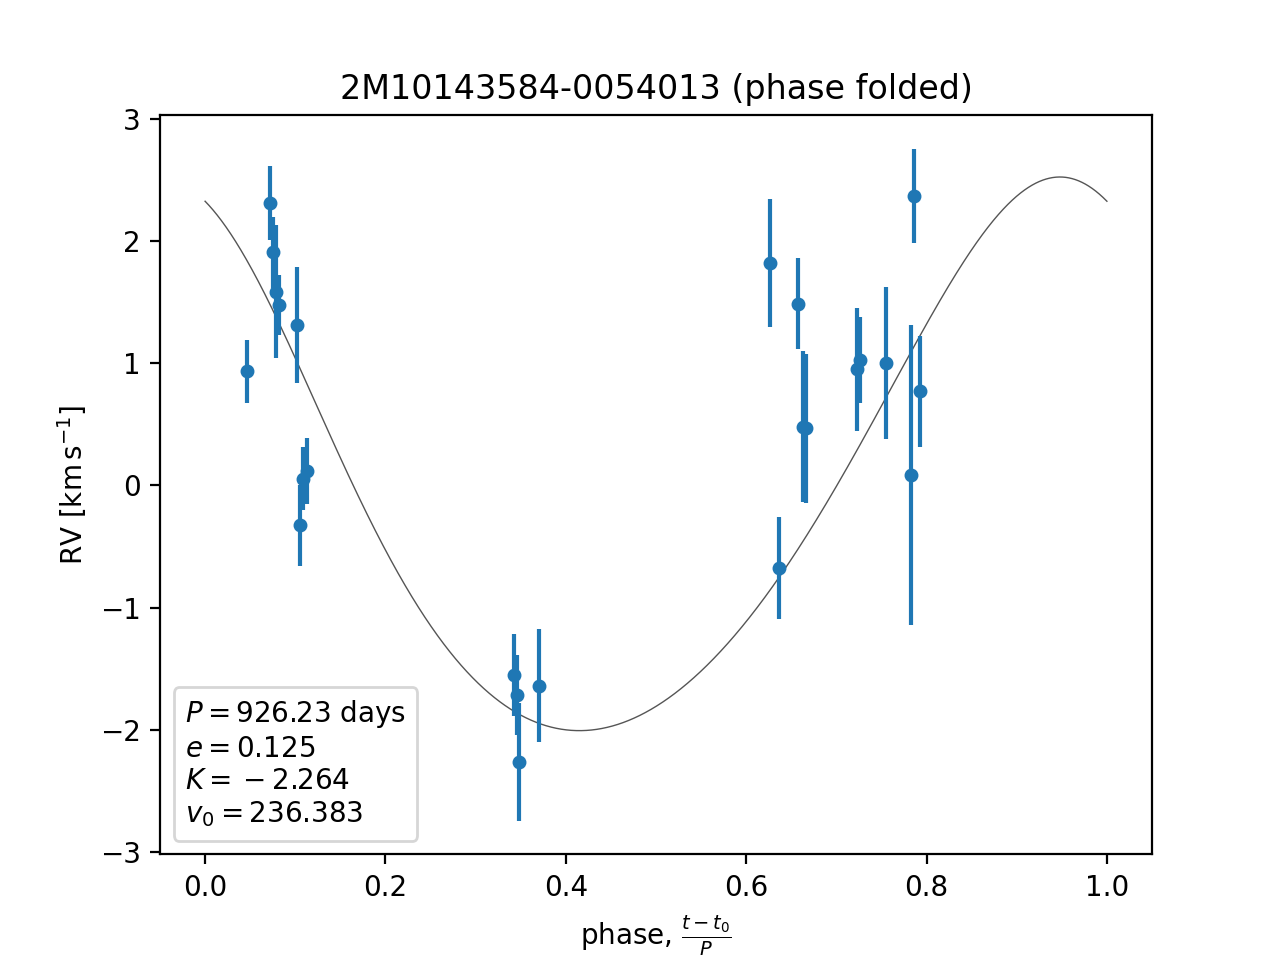 2M10143584-0054013 (phase folded)
3
2
1
0
−1
−2
−3
RV [km s⁻¹]
P = 926.23 days
e = 0.125
K = −2.264
v₀ = 236.383
0.0 0.2 0.4 0.6 0.8 1.0
phase, (t − t₀)/P